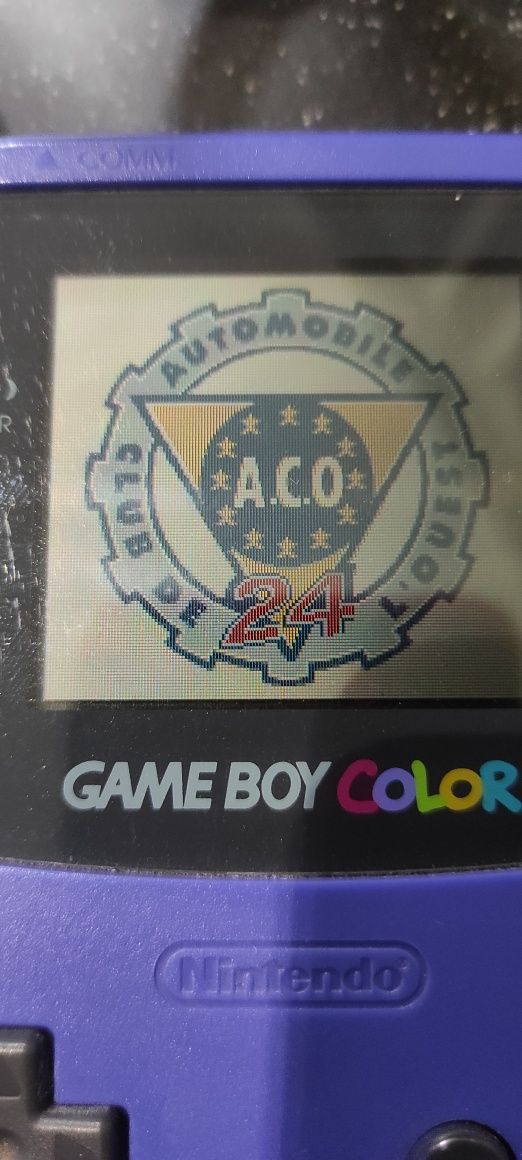 COMM
AUTOMOBILE
CLUB
A.C.O
L'OUEST
DE
24
GAME BOY COLOR
Nintendo